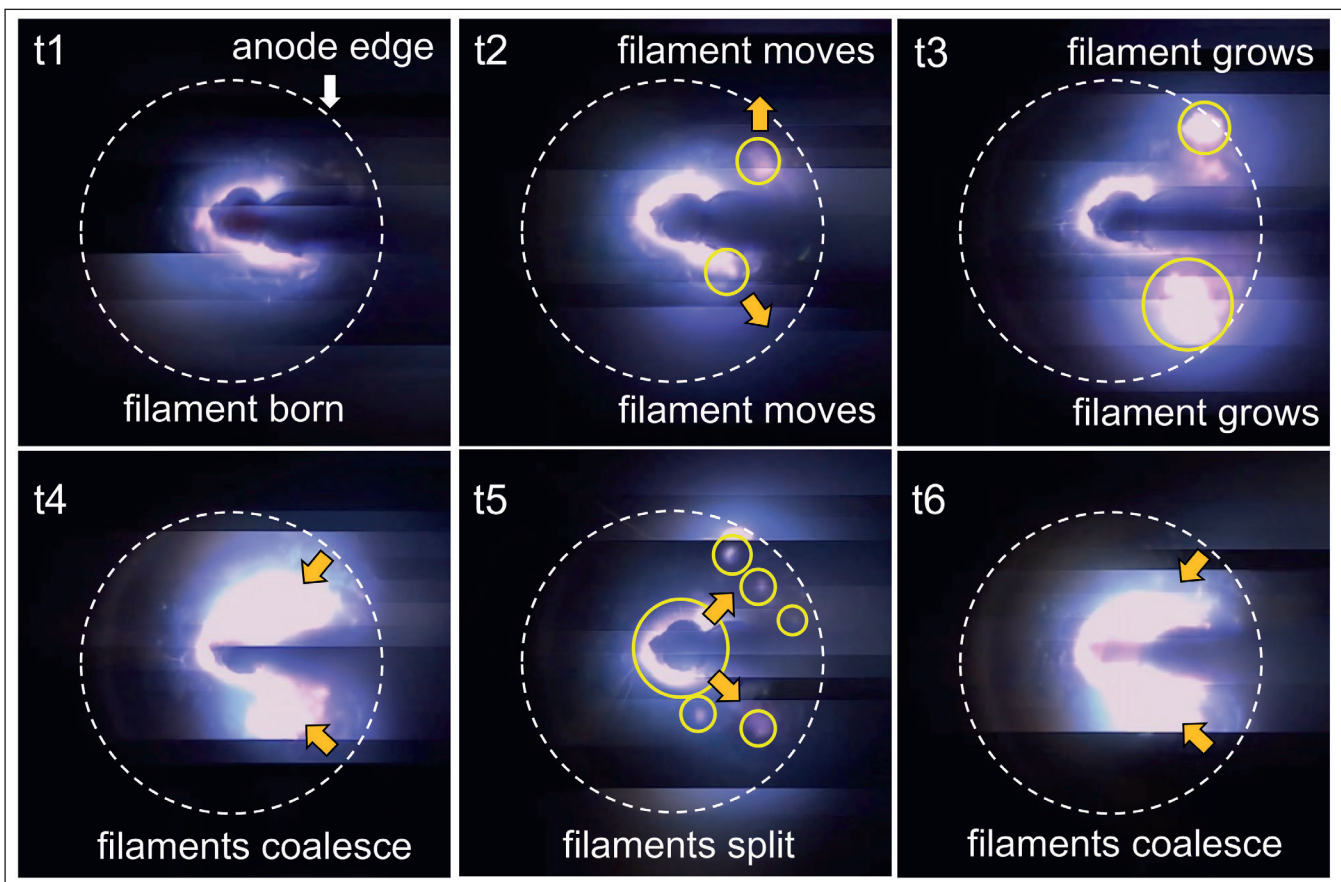 t1
anode edge
filament born
t2
filament moves
filament moves
t3
filament grows
filament grows
t4
filaments coalesce
t5
filaments split
t6
filaments coalesce